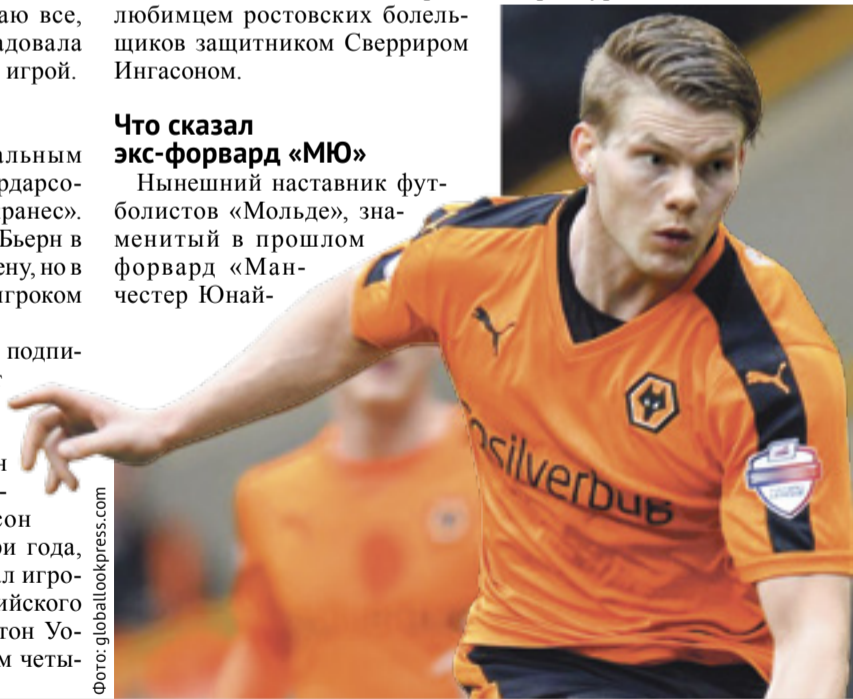 аю все,
адовала
игрой.
альным
рдарсо-
ранес».
Бьерн в
ену, но в
игроком
подпи-
н
-
сон
ри года,
ал игро-
ийского
тон Уо-
м четы-
любимцем ростовских болель-
щиков защитником Сверриром
Ингасоном.
Что сказал
экс-форвард «МЮ»
Нынешний наставник фут-
болистов «Мольде», зна-
менитый в прошлом
форвард «Ман-
честер Юнай-
Фото: globallookpress.com
silverbug